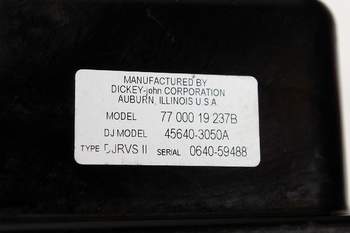 MANUFACTURED BY
DICKEY-john CORPORATION
AUBURN, ILLINOIS U.S.A
MODEL 77 000 19 237B
DJ MODEL 45640-3050A
TYPE DJRVS II SERIAL 0640-59488